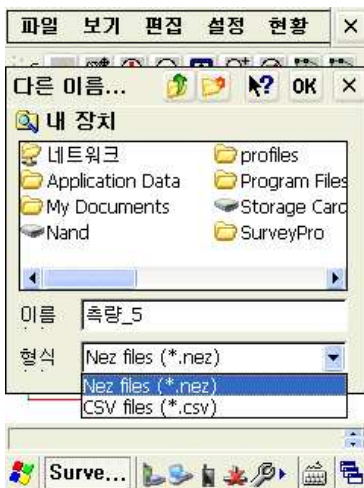 파일 보기 편집 설정 현황
다른 이름... OK
내 장치
네트워크 profiles
Application Data Program Files
My Documents Storage Card
Nand SurveyPro
이름 측량_5
형식 Nez files (*.nez)
Nez files (*.nez)
CSV files (*.csv)
Surve...